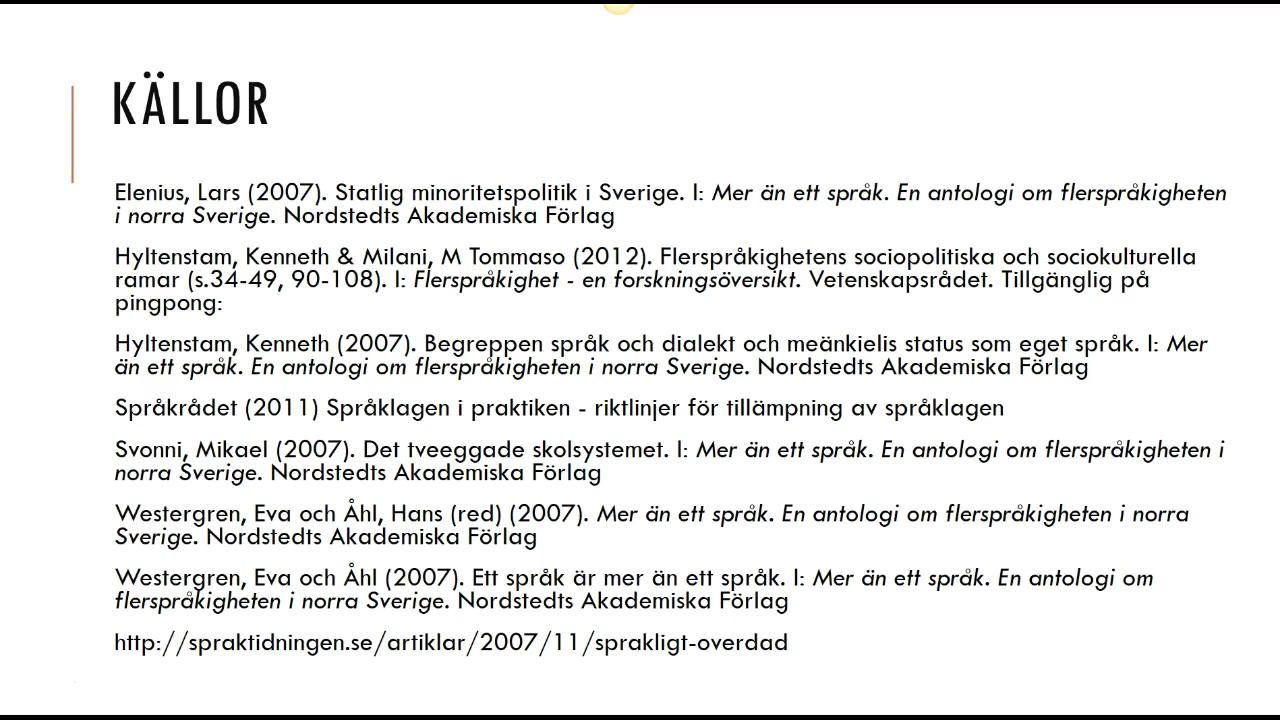 KÄLLOR
Elenius, Lars (2007). Statlig minoritetspolitik i Sverige. I: Mer än ett språk. En antologi om flerspråkigheten
i norra Sverige. Nordstedts Akademiska Förlag
Hyltenstam, Kenneth & Milani, M Tommaso (2012). Flerspråkighetens sociopolitiska och sociokulturella
ramar (s.34-49, 90-108). I: Flerspråkighet - en forskningsöversikt. Vetenskapsrådet. Tillgänglig på
pingpong:
Hyltenstam, Kenneth (2007). Begreppen språk och dialekt och meänkielis status som eget språk. I: Mer
än ett språk. En antologi om flerspråkigheten i norra Sverige. Nordstedts Akademiska Förlag
Språkrådet (2011) Språklagen i praktiken - riktlinjer för tillämpning av språklagen
Svonni, Mikael (2007). Det tveeggade skolsystemet. I: Mer än ett språk. En antologi om flerspråkigheten i
norra Sverige. Nordstedts Akademiska Förlag
Westergren, Eva och Åhl, Hans (red) (2007). Mer än ett språk. En antologi om flerspråkigheten i norra
Sverige. Nordstedts Akademiska Förlag
Westergren, Eva och Åhl (2007). Ett språk är mer än ett språk. I: Mer än ett språk. En antologi om
flerspråkigheten i norra Sverige. Nordstedts Akademiska Förlag
http://spraktidningen.se/artiklar/2007/11/sprakligt-overdad